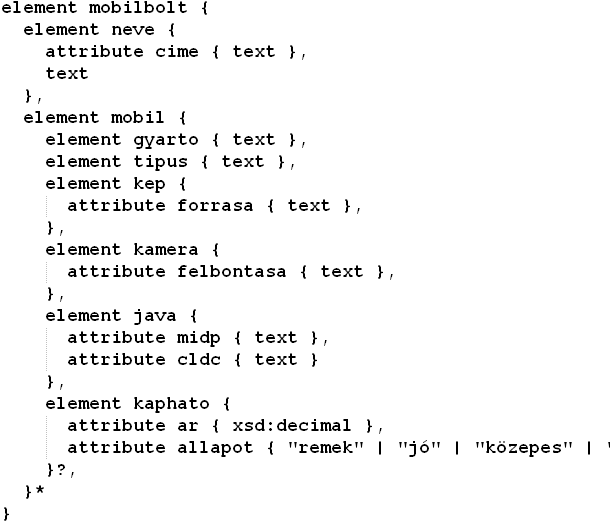 element mobilbolt {
  element neve {
    attribute cime { text },
    text
  },
  element mobil {
    element gyarto { text },
    element tipus { text },
    element kep {
      attribute forrasa { text },
    },
    element kamera {
      attribute felbontasa { text },
    },
    element java {
      attribute midp { text },
      attribute cldc { text }
    },
    element kaphato {
      attribute ar { xsd:decimal },
      attribute allapot { "remek" | "jó" | "közepes" | "
    }?,
  }*
}